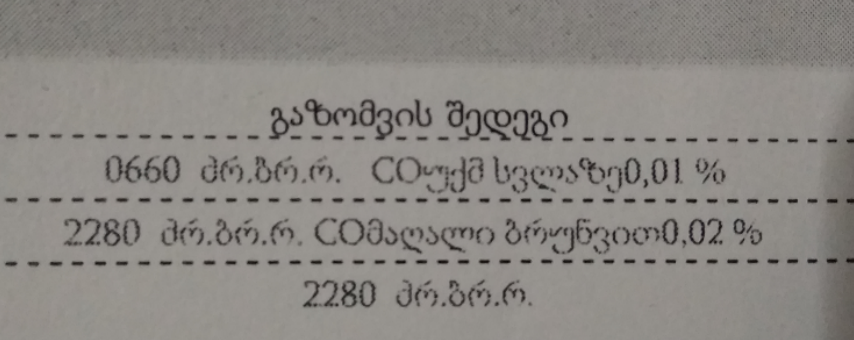 გაზომვის შედეგი
0660 ძრ.ბრ.რ. COუქმ სვლაზე0,01 %
2280 ძრ.ბრ.რ. COმაღალი ბრუნვით0,02 %
2280 ძრ.ბრ.რ.